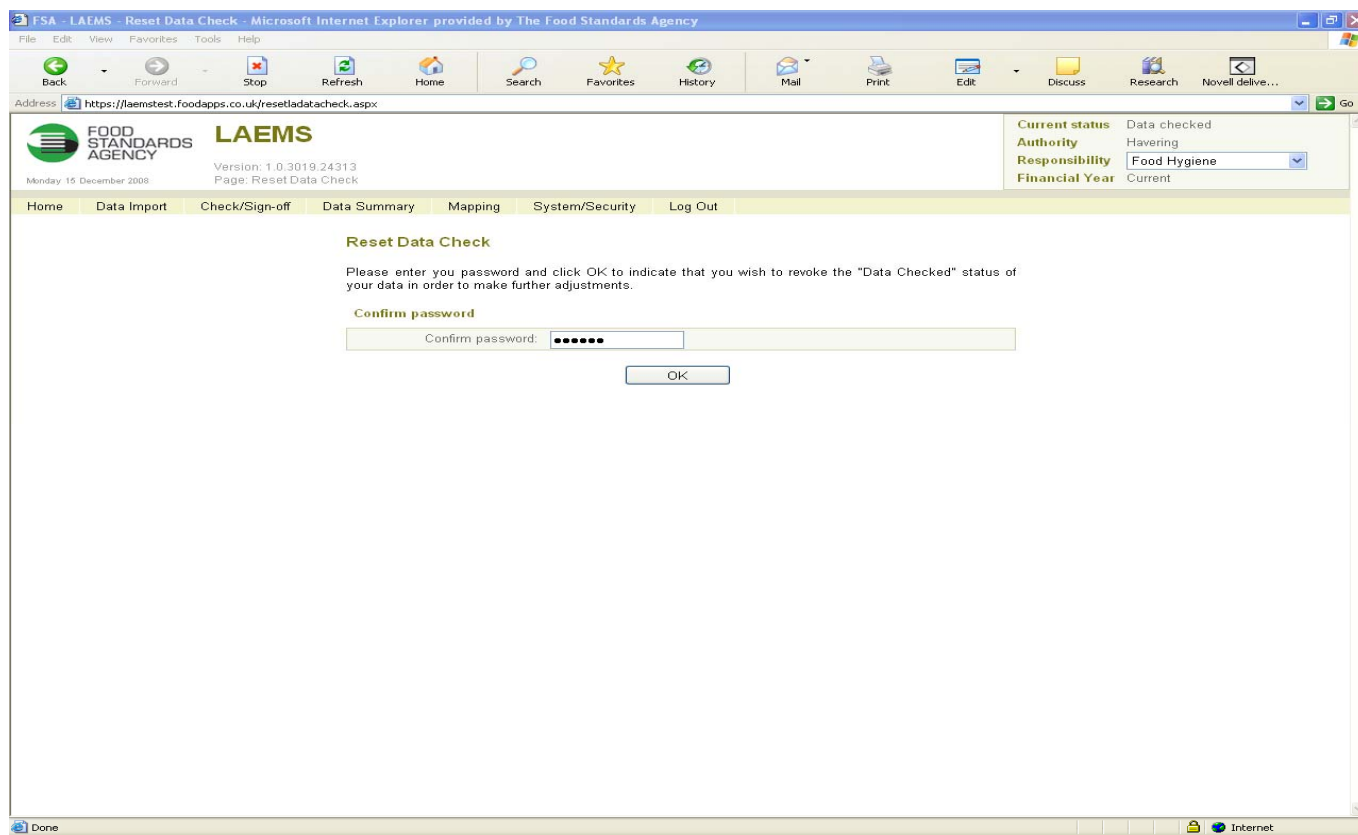 FSA - LAEMS - Reset Data Check - Microsoft Internet Explorer provided by The Food Standards Agency
File Edit View Favorites Tools Help
Back Forward Stop Refresh Home Search Favorites History Mail Print Edit Discuss Research Novell delive...
Address https://laemstest.foodapps.co.uk/resetladatacheck.aspx Go
FOOD
STANDARDS
AGENCY
Monday 15 December 2008
LAEMS
Version: 1.0.3019.24313
Page: Reset Data Check
Current status Data checked
Authority Havering
Responsibility Food Hygiene
Financial Year Current
Home Data Import Check/Sign-off Data Summary Mapping System/Security Log Out
Reset Data Check
Please enter you password and click OK to indicate that you wish to revoke the "Data Checked" status of
your data in order to make further adjustments.
Confirm password
Confirm password: ••••••
OK
Done Internet